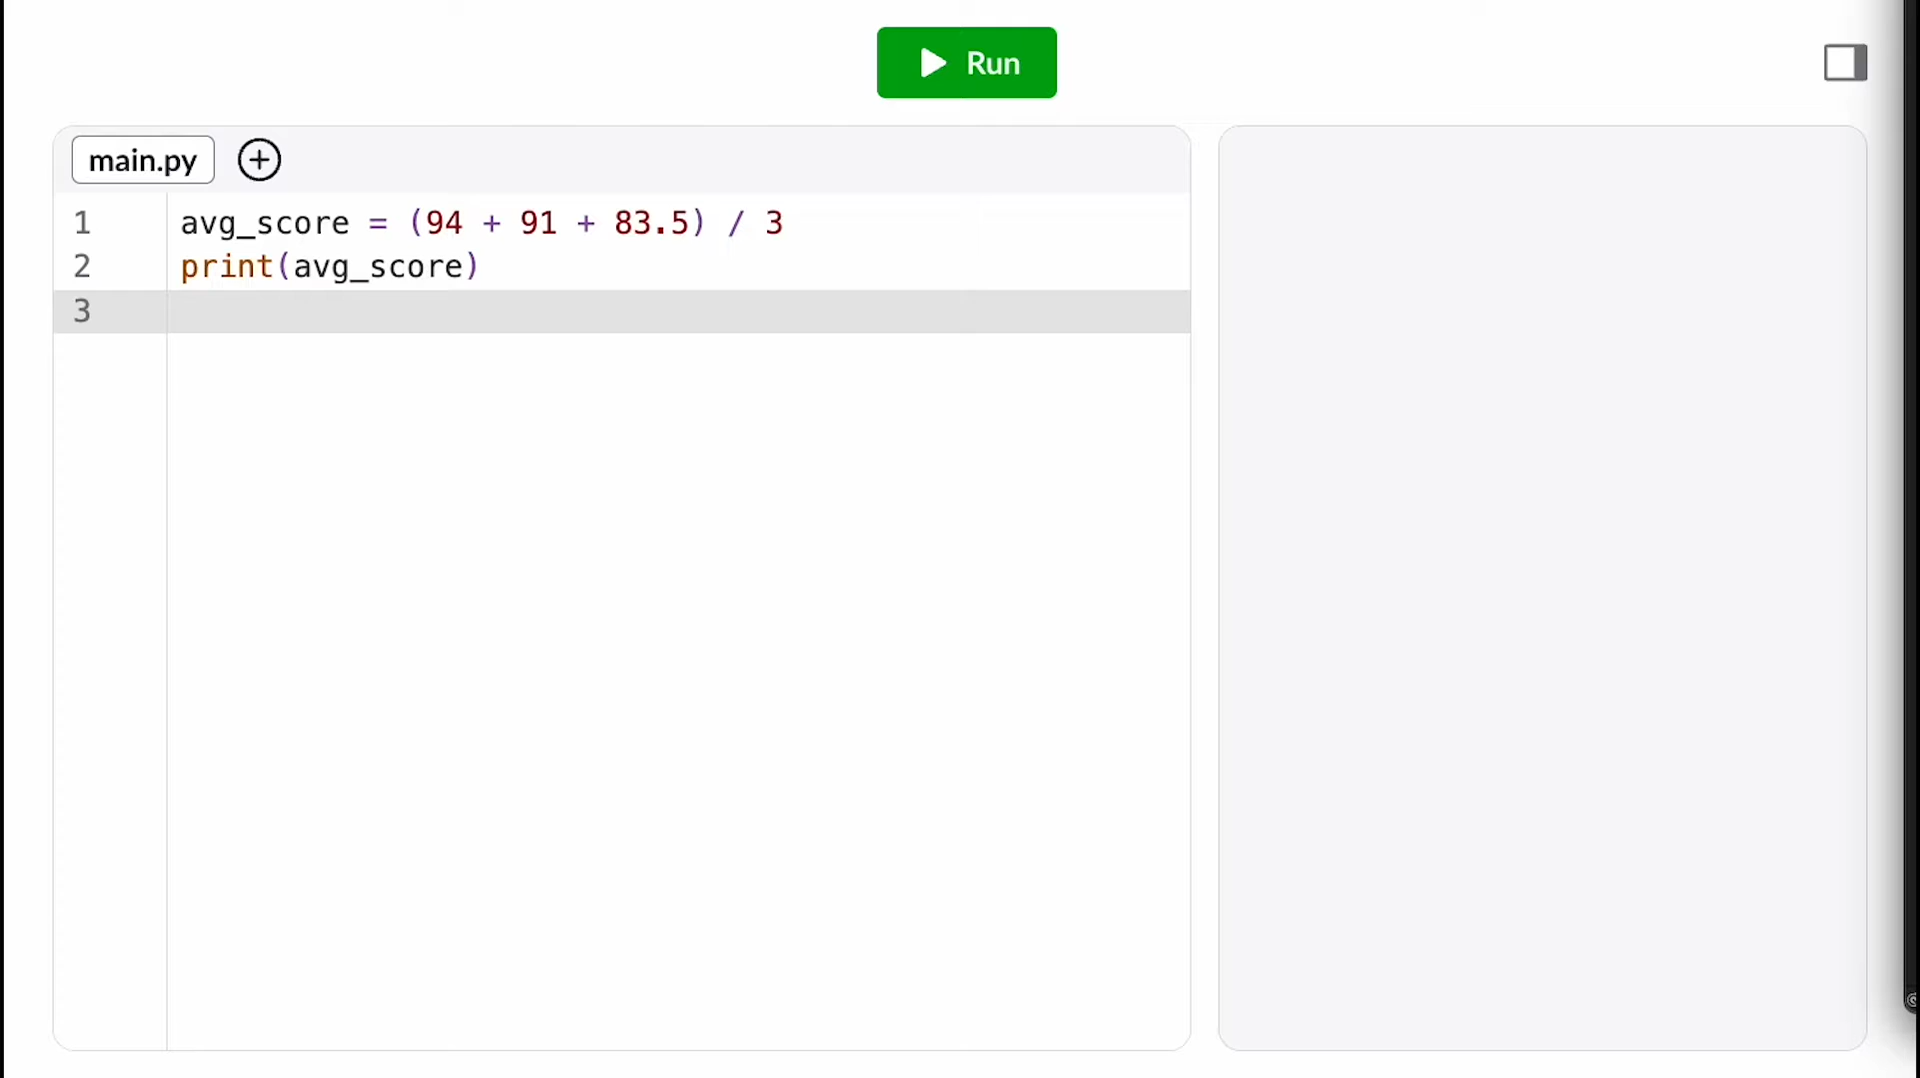 Run
main.py
1 avg_score = (94 + 91 + 83.5) / 3
2 print(avg_score)
3